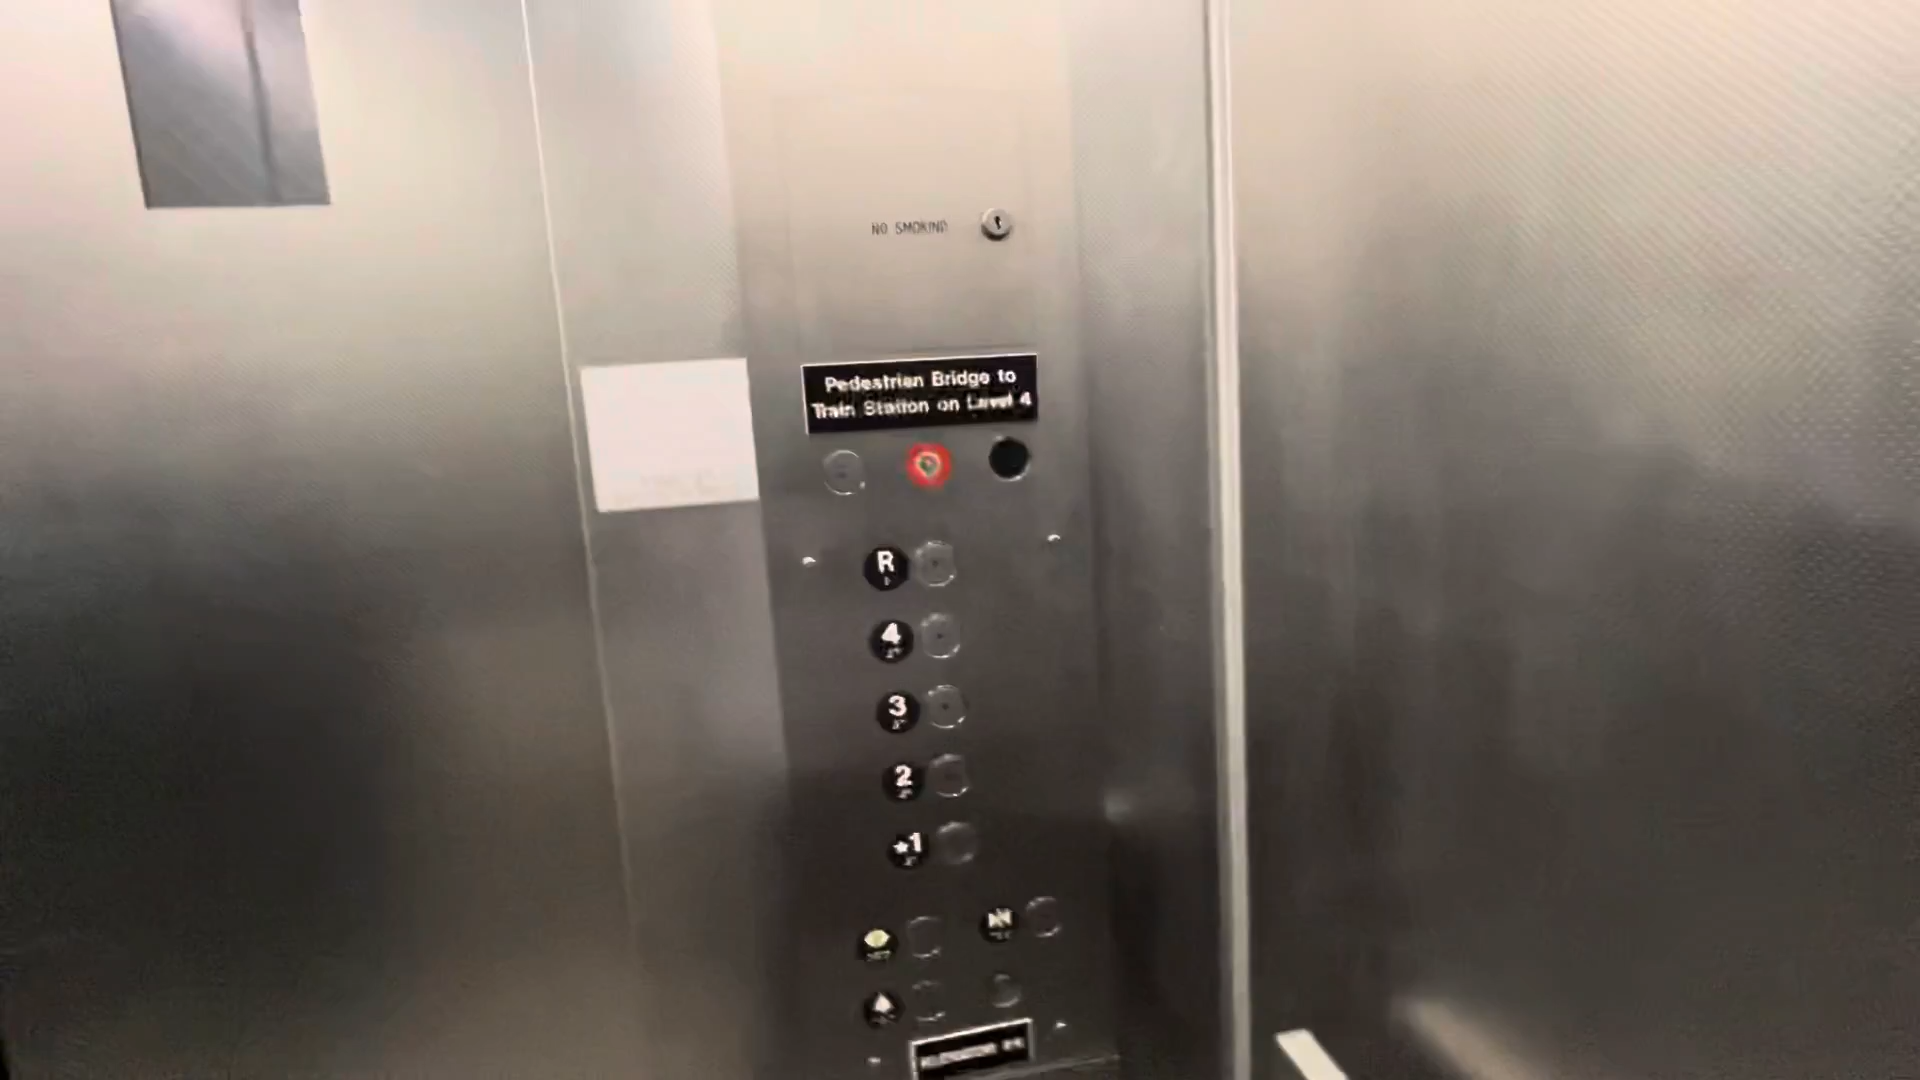 NO SMOKING
Pedestrian Bridge to
Train Station on Level 4
R
4
3
2
★1